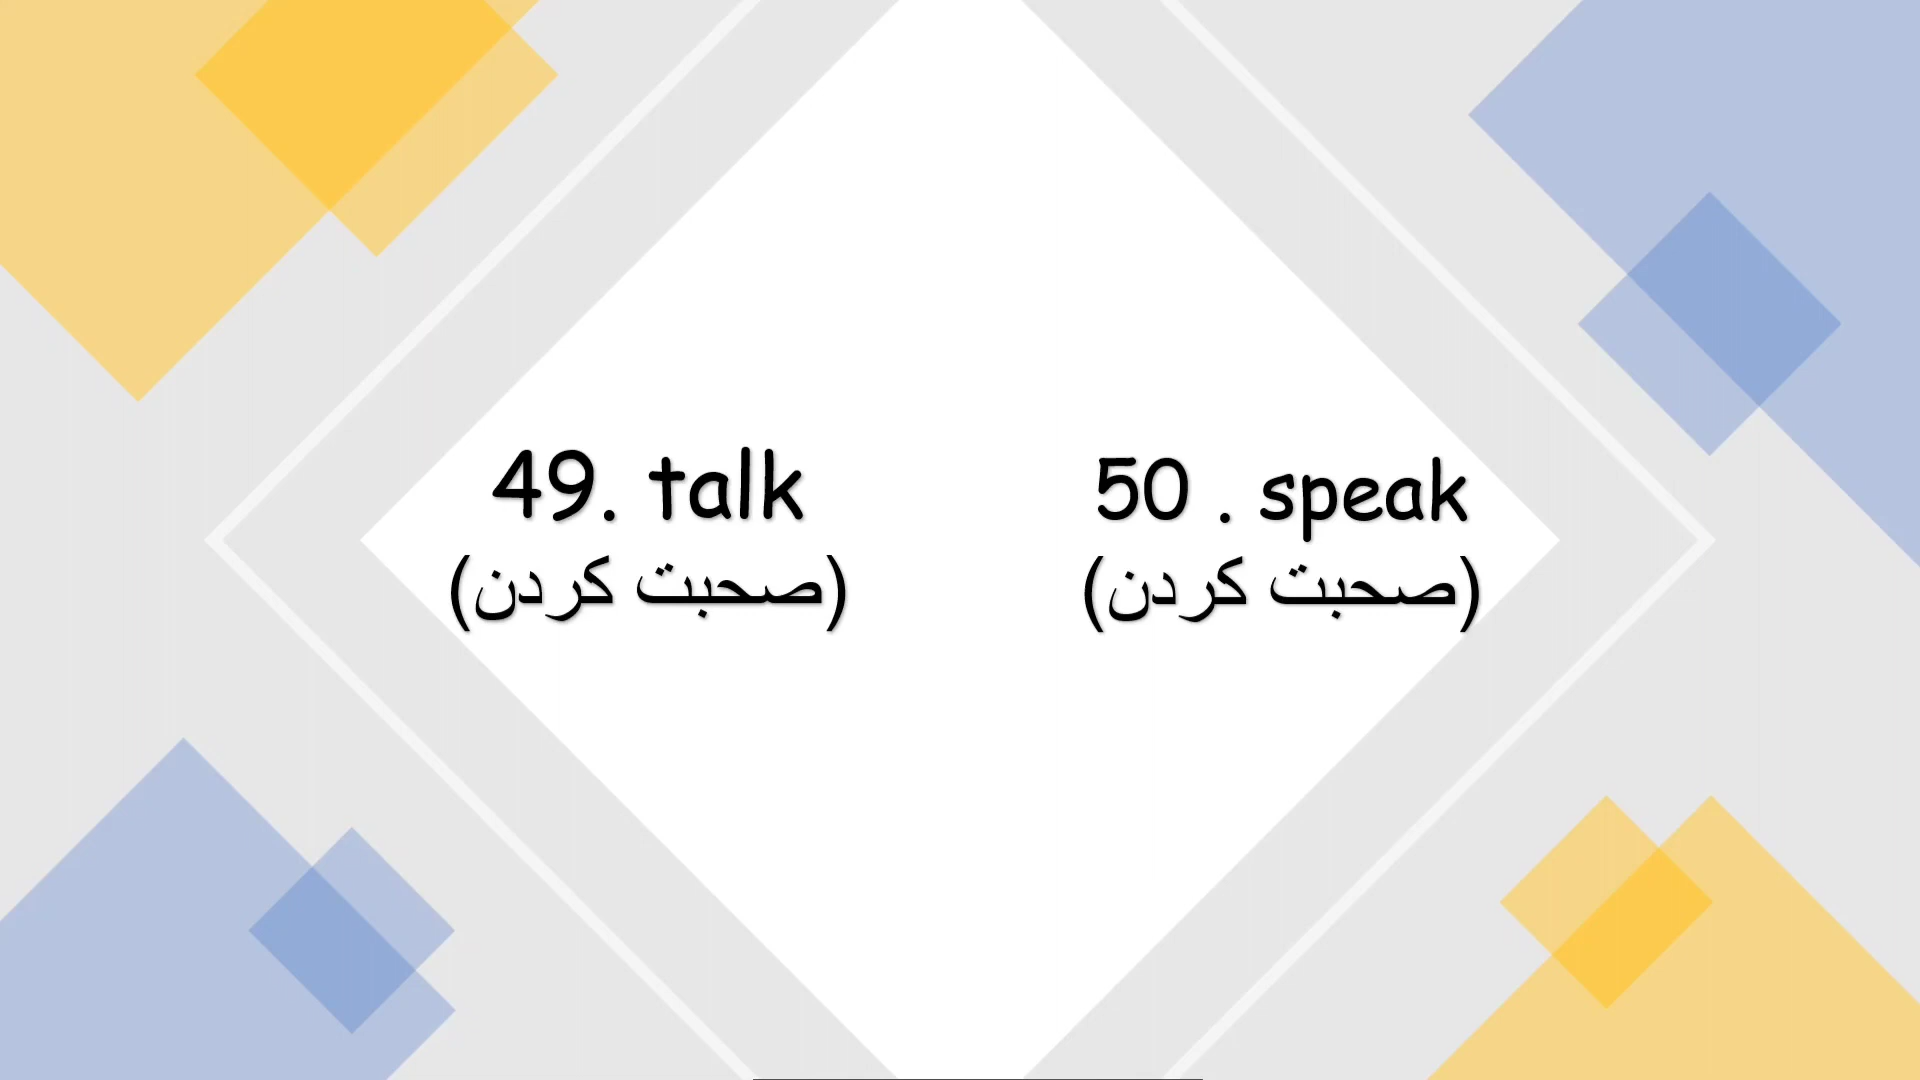 49. talk
(صحبت کردن)
50 . speak
(صحبت کردن)